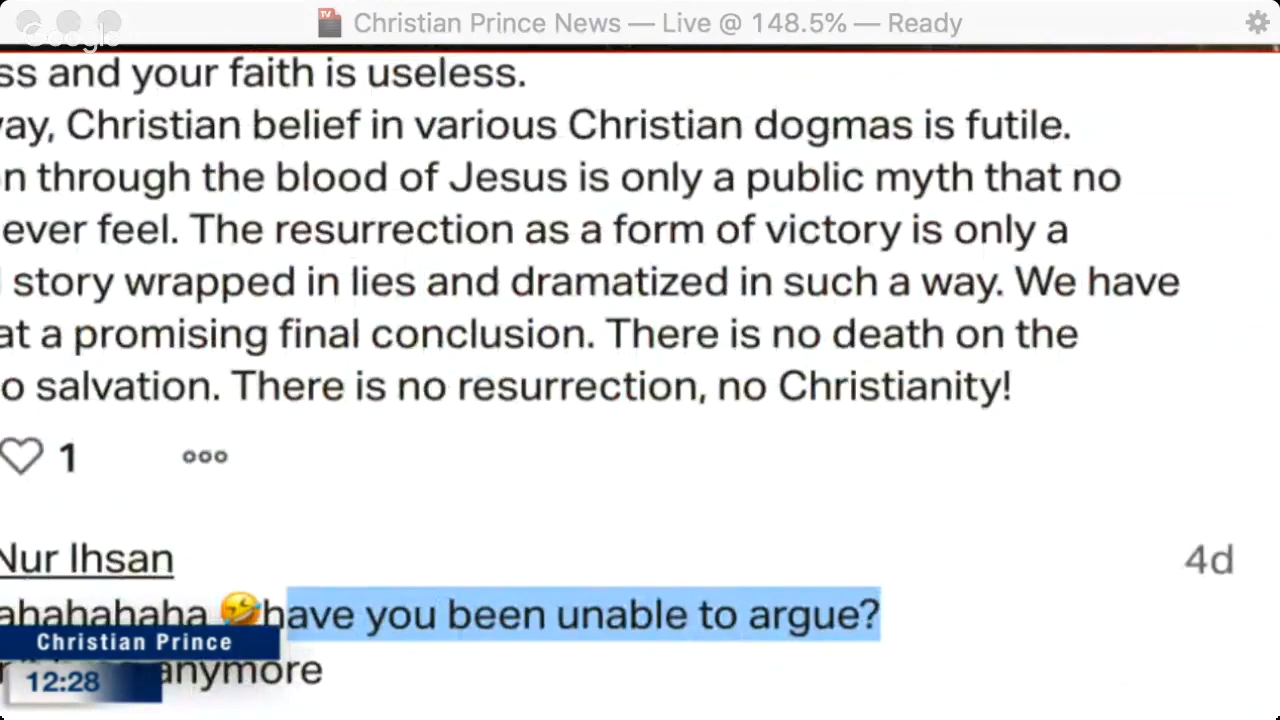 Christian Prince News — Live @ 148.5% — Ready
Google
ss and your faith is useless.
way, Christian belief in various Christian dogmas is futile.
n through the blood of Jesus is only a public myth that no
ever feel. The resurrection as a form of victory is only a
story wrapped in lies and dramatized in such a way. We have
at a promising final conclusion. There is no death on the
o salvation. There is no resurrection, no Christianity!
1
Nur Ihsan
4d
ahahahaha 🤣have you been unable to argue?
Christian Prince
anymore
12:28